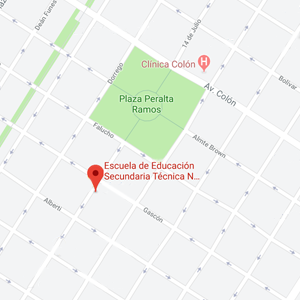 Deán Funes
14 de Julio
Clínica Colón
Dorrego
Bolivar
Av. Colón
Plaza Peralta
Ramos
Falucho
Almte Brown
Escuela de Educación
Secundaria Técnica N...
Alberti
Gascón